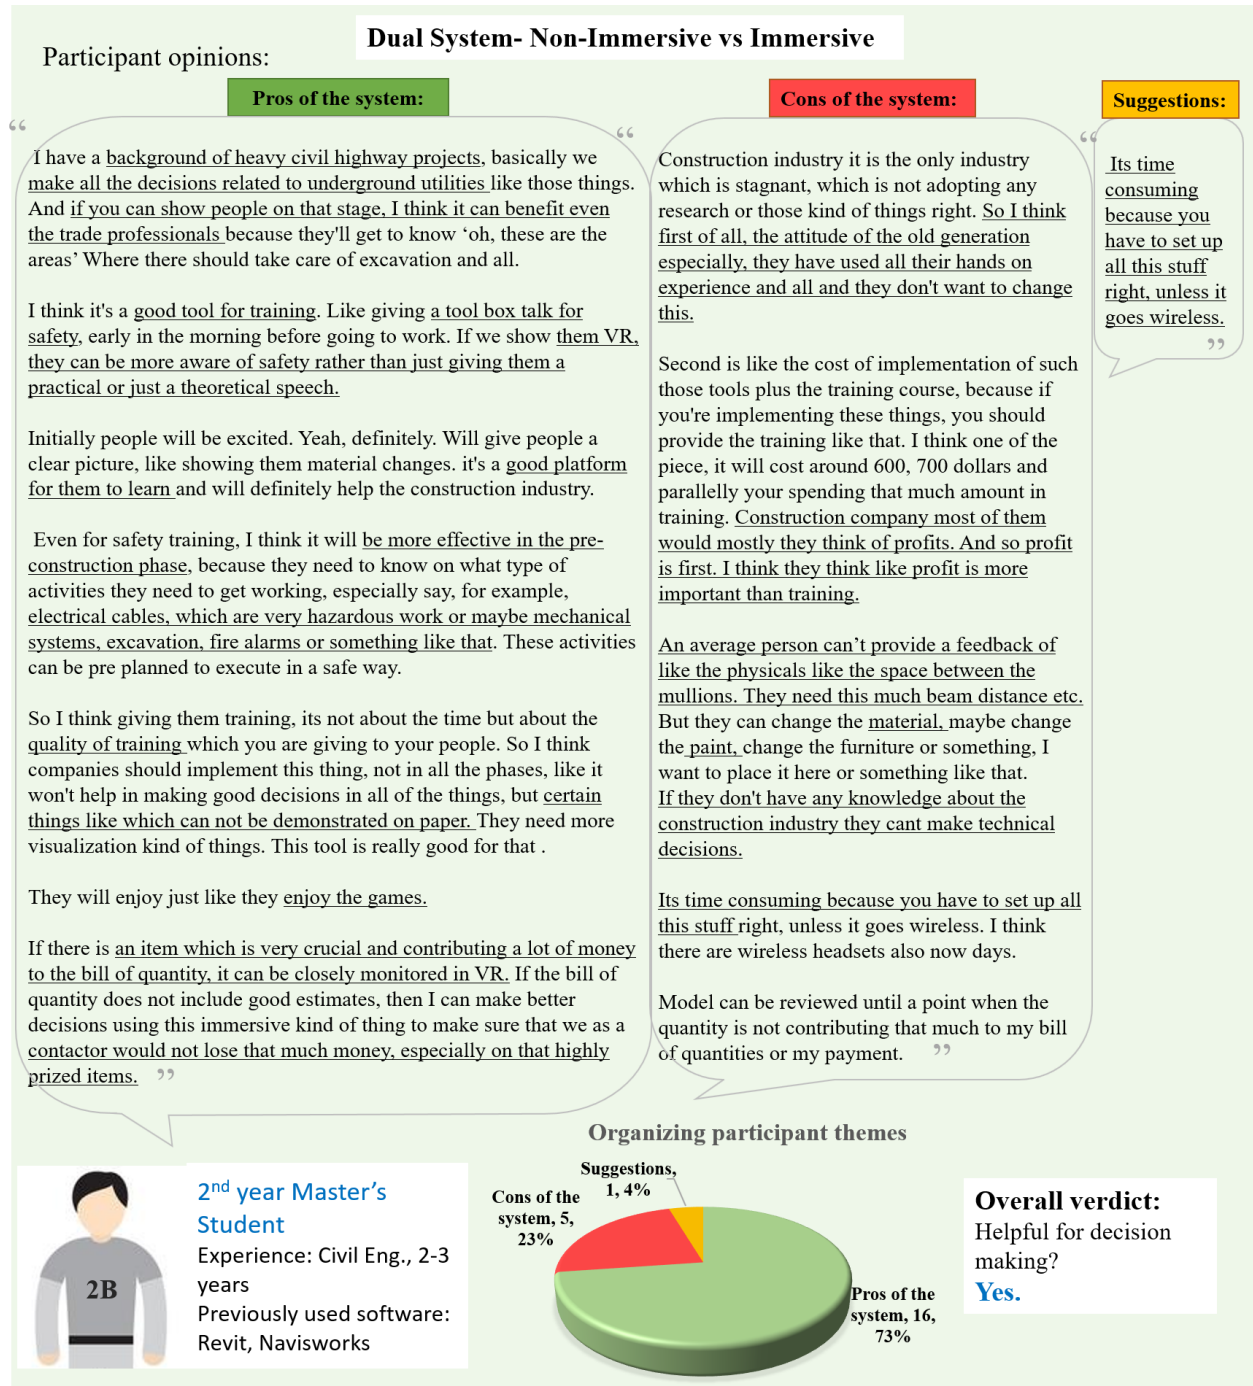 Dual System- Non-Immersive vs Immersive
Participant opinions:
Pros of the system:
“
I have a background of heavy civil highway projects, basically we
make all the decisions related to underground utilities like those things.
And if you can show people on that stage, I think it can benefit even
the trade professionals because they'll get to know ‘oh, these are the
areas’ Where there should take care of excavation and all.
I think it's a good tool for training. Like giving a tool box talk for
safety, early in the morning before going to work. If we show them VR,
they can be more aware of safety rather than just giving them a
practical or just a theoretical speech.
Initially people will be excited. Yeah, definitely. Will give people a
clear picture, like showing them material changes. it's a good platform
for them to learn and will definitely help the construction industry.
Even for safety training, I think it will be more effective in the pre-
construction phase, because they need to know on what type of
activities they need to get working, especially say, for example,
electrical cables, which are very hazardous work or maybe mechanical
systems, excavation, fire alarms or something like that. These activities
can be pre planned to execute in a safe way.
So I think giving them training, its not about the time but about the
quality of training which you are giving to your people. So I think
companies should implement this thing, not in all the phases, like it
won't help in making good decisions in all of the things, but certain
things like which can not be demonstrated on paper. They need more
visualization kind of things. This tool is really good for that .
They will enjoy just like they enjoy the games.
If there is an item which is very crucial and contributing a lot of money
to the bill of quantity, it can be closely monitored in VR. If the bill of
quantity does not include good estimates, then I can make better
decisions using this immersive kind of thing to make sure that we as a
contactor would not lose that much money, especially on that highly
prized items. ”
Cons of the system:
“
Construction industry it is the only industry
which is stagnant, which is not adopting any
research or those kind of things right. So I think
first of all, the attitude of the old generation
especially, they have used all their hands on
experience and all and they don't want to change
this.
Second is like the cost of implementation of such
those tools plus the training course, because if
you're implementing these things, you should
provide the training like that. I think one of the
piece, it will cost around 600, 700 dollars and
parallelly your spending that much amount in
training. Construction company most of them
would mostly they think of profits. And so profit
is first. I think they think like profit is more
important than training.
An average person can’t provide a feedback of
like the physicals like the space between the
mullions. They need this much beam distance etc.
But they can change the material, maybe change
the paint, change the furniture or something, I
want to place it here or something like that.
If they don't have any knowledge about the
construction industry they cant make technical
decisions.
Its time consuming because you have to set up all
this stuff right, unless it goes wireless. I think
there are wireless headsets also now days.
Model can be reviewed until a point when the
quantity is not contributing that much to my bill
of quantities or my payment. ”
Suggestions:
“
Its time
consuming
because you
have to set up
all this stuff
right, unless it
goes wireless.
”
2B
2nd year Master’s
Student
Experience: Civil Eng., 2-3
years
Previously used software:
Revit, Navisworks
Organizing participant themes
Suggestions,
1, 4%
Cons of the
system, 5,
23%
Pros of the
system, 16,
73%
Overall verdict:
Helpful for decision
making?
Yes.